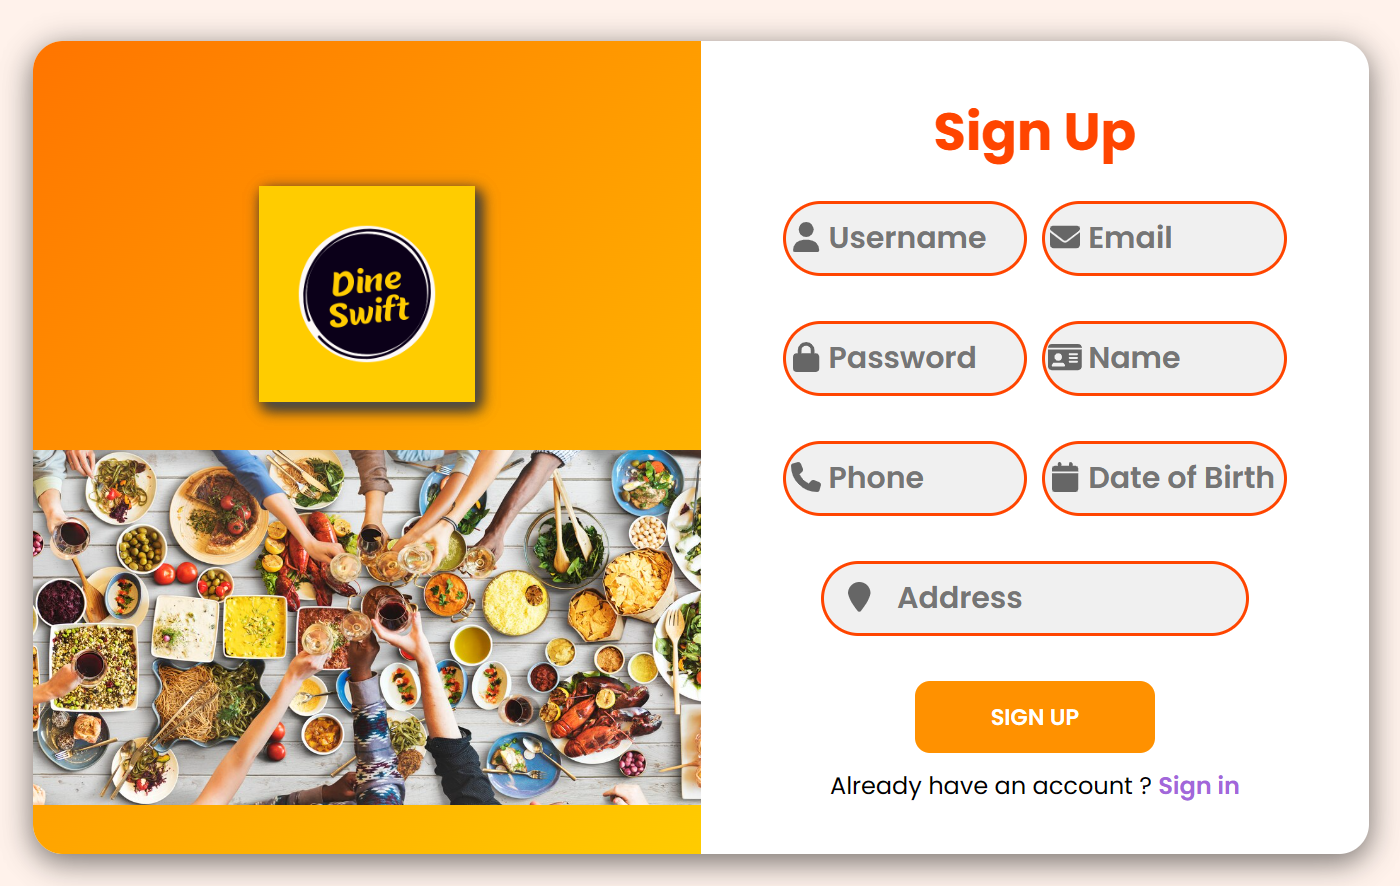 Dine
Swift
Sign Up
Username
Email
Password
Name
Phone
Date of Birth
Address
SIGN UP
Already have an account ? Sign in